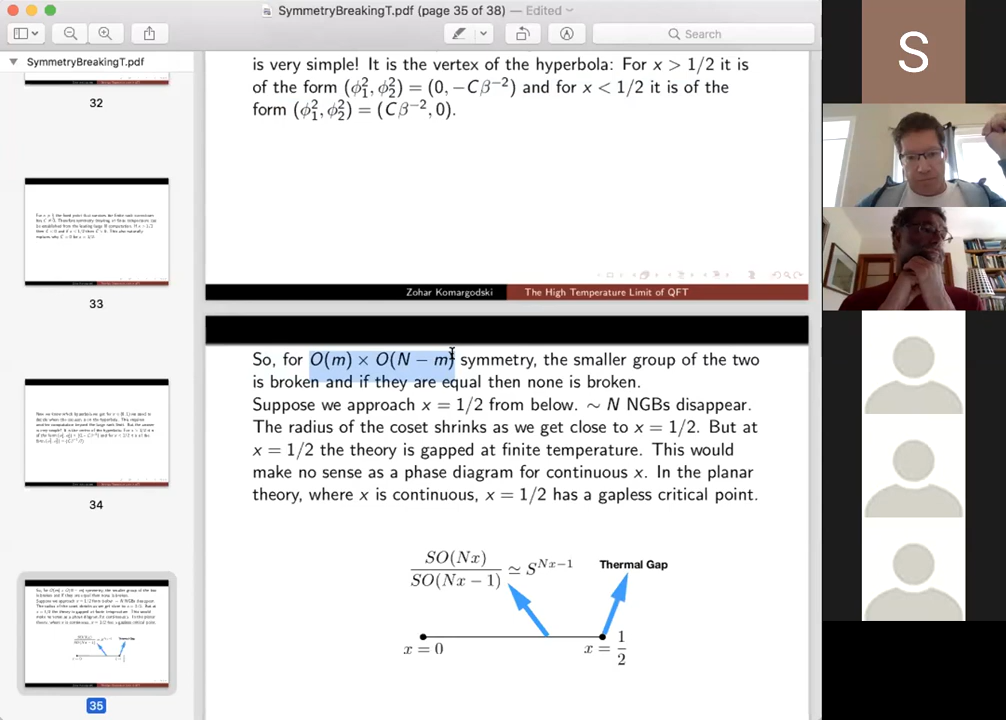 SymmetryBreakingT.pdf (page 35 of 38) — Edited
Search
SymmetryBreakingT.pdf
32
33
34
35
is very simple! It is the vertex of the hyperbola: For x > 1/2 it is
of the form (ϕ₁², ϕ₂²) = (0, −Cβ⁻²) and for x < 1/2 it is of the
form (ϕ₁², ϕ₂²) = (Cβ⁻², 0).
Zohar Komargodski The High Temperature Limit of QFT
So, for O(m) × O(N − m) symmetry, the smaller group of the two
is broken and if they are equal then none is broken.
Suppose we approach x = 1/2 from below. ∼ N NGBs disappear.
The radius of the coset shrinks as we get close to x = 1/2. But at
x = 1/2 the theory is gapped at finite temperature. This would
make no sense as a phase diagram for continuous x. In the planar
theory, where x is continuous, x = 1/2 has a gapless critical point.
SO(Nx)/SO(Nx − 1) ≃ S^{Nx−1}
Thermal Gap
x = 0
x = 1/2
S